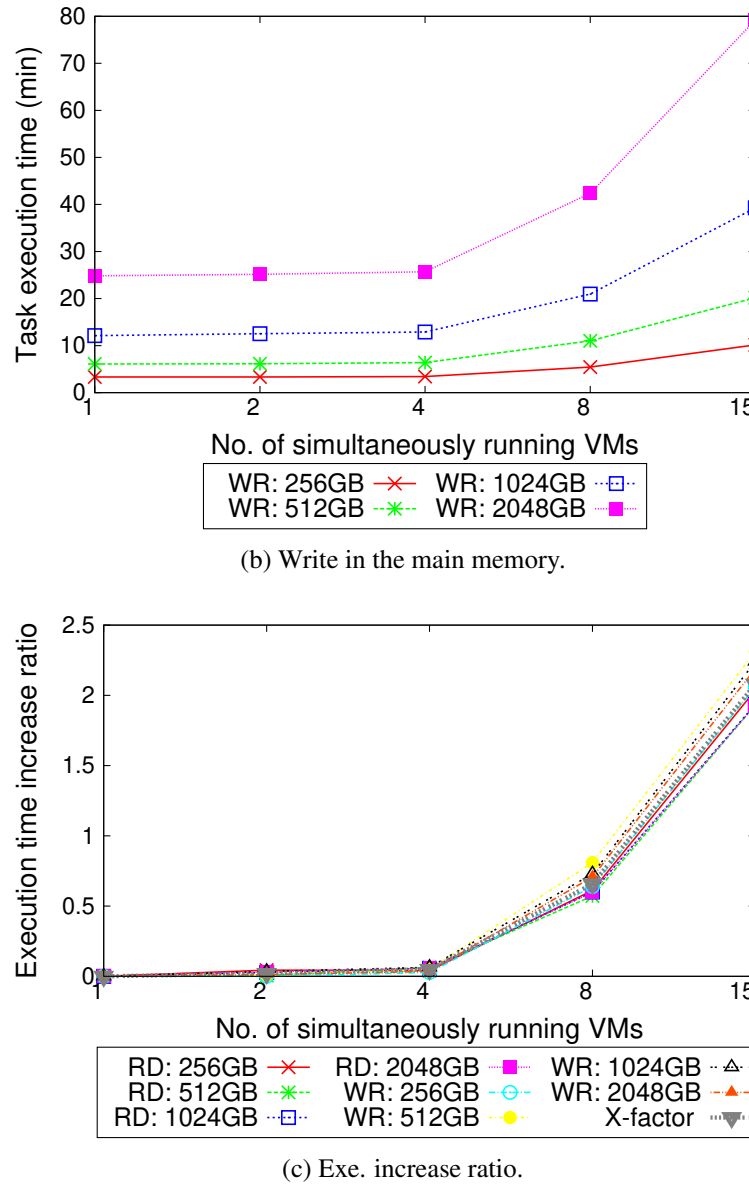 80
70
60
50
40
30
20
10
0
Task execution time (min)
1 2 4 8 15
No. of simultaneously running VMs
WR: 256GB WR: 1024GB
WR: 512GB WR: 2048GB
(b) Write in the main memory.
2.5
2
1.5
1
0.5
0
Execution time increase ratio
1 2 4 8 15
No. of simultaneously running VMs
RD: 256GB RD: 2048GB WR: 1024GB
RD: 512GB WR: 256GB WR: 2048GB
RD: 1024GB WR: 512GB X-factor
(c) Exe. increase ratio.